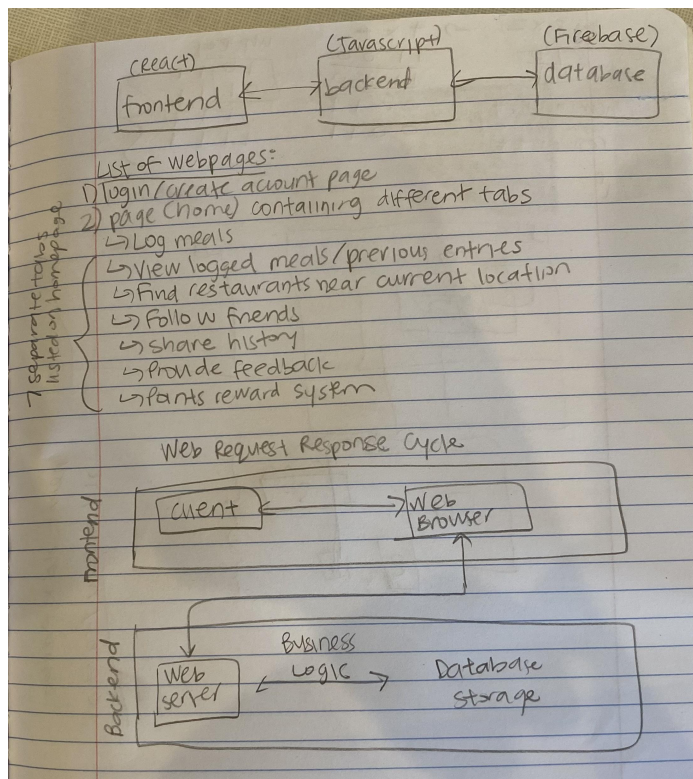 (React)
frontend
(Javascript)
backend
(Firebase)
database
List of webpages:
1) login/create account page
2) page (home) containing different tabs
↳ Log meals
↳ View logged meals/previous entries
↳ Find restaurants near current location
↳ Follow friends
↳ Share history
↳ Provide feedback
↳ Points reward system
7 separate tabs
listed on homepage
Web Request Response Cycle
Frontend
Client
Web
Browser
Backend
Web
server
Business
Logic
Database
Storage